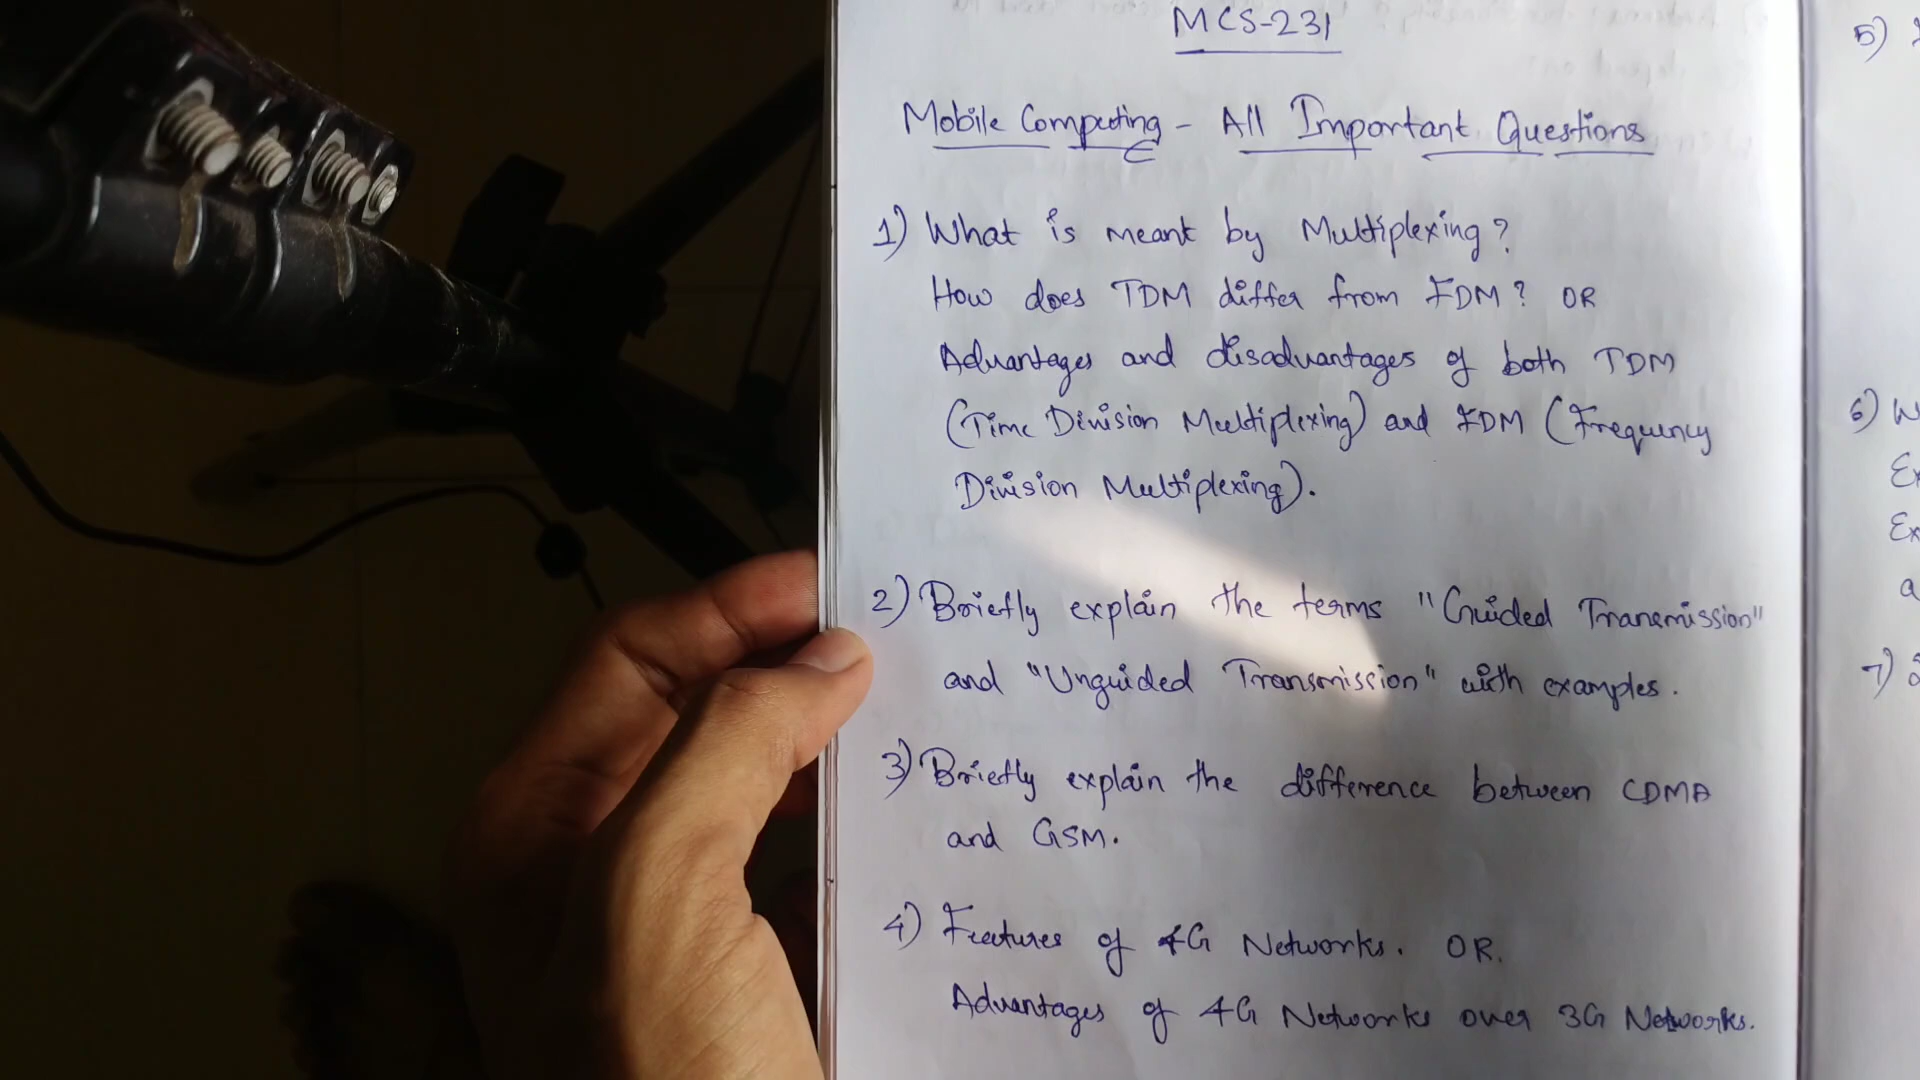 MCS-231
Mobile Computing - All Important Questions
1) What is meant by Multiplexing?
How does TDM differ from FDM? OR
Advantages and disadvantages of both TDM
(Time Division Multiplexing) and FDM (Frequency
Division Multiplexing).
2) Briefly explain the terms "Guided Transmission"
and "Unguided Transmission" with examples.
3) Briefly explain the difference between CDMA
and GSM.
4) Features of 4G Networks. OR.
Advantages of 4G Networks over 3G Networks.
5)
6)
7)